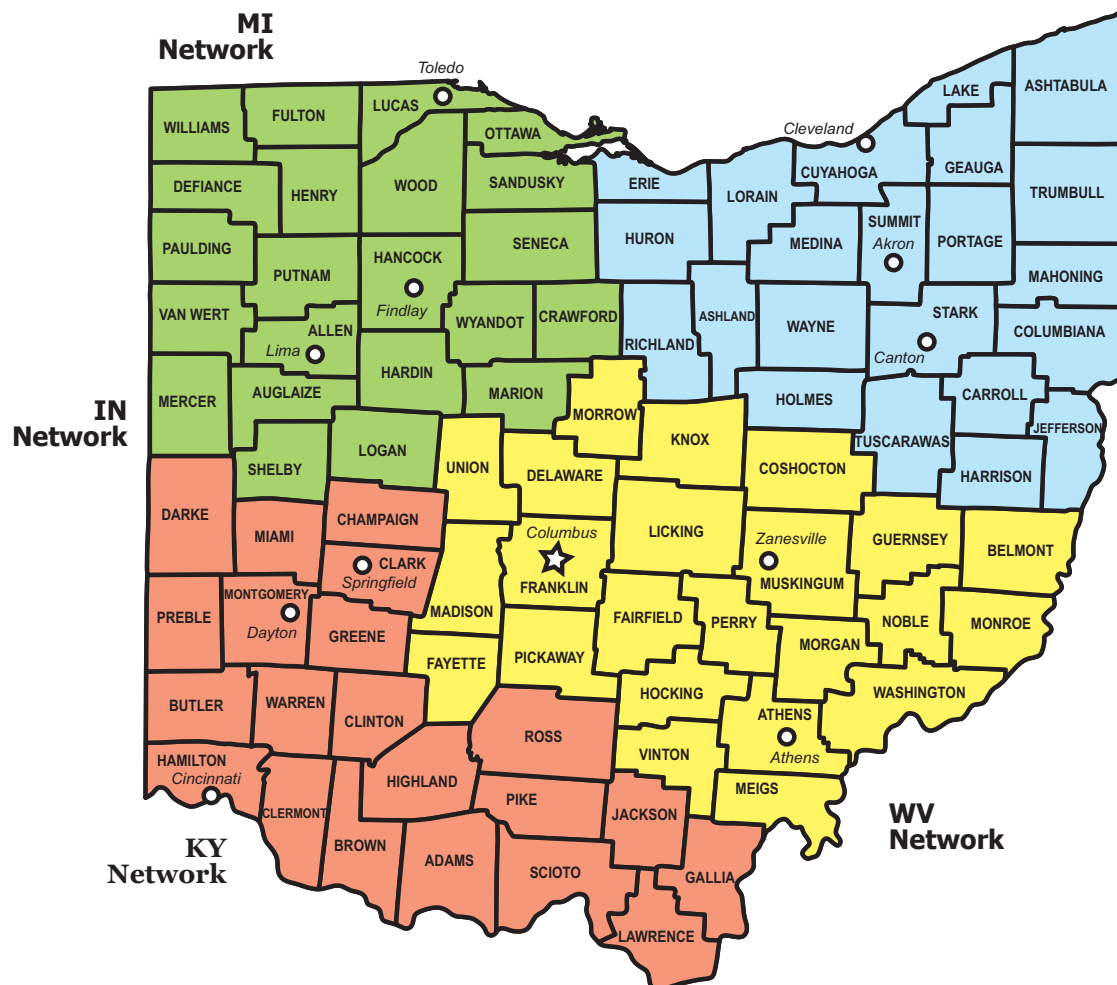 MI
Network
Toledo
LUCAS
FULTON
WILLIAMS
OTTAWA
LAKE
ASHTABULA
Cleveland
CUYAHOGA
GEAUGA
DEFIANCE
HENRY
WOOD
SANDUSKY
ERIE
LORAIN
TRUMBULL
PAULDING
SENECA
HURON
MEDINA
SUMMIT
Akron
PORTAGE
PUTNAM
HANCOCK
Findlay
MAHONING
VAN WERT
ALLEN
Lima
WYANDOT
CRAWFORD
RICHLAND
ASHLAND
WAYNE
STARK
Canton
COLUMBIANA
IN
Network
MERCER
AUGLAIZE
HARDIN
MARION
MORROW
HOLMES
CARROLL
JEFFERSON
KNOX
TUSCARAWAS
SHELBY
LOGAN
UNION
DELAWARE
COSHOCTON
HARRISON
DARKE
MIAMI
CHAMPAIGN
Columbus
FRANKLIN
LICKING
Zanesville
MUSKINGUM
GUERNSEY
BELMONT
CLARK
Springfield
PREBLE
MONTGOMERY
Dayton
GREENE
MADISON
FAIRFIELD
PERRY
MORGAN
NOBLE
MONROE
FAYETTE
PICKAWAY
BUTLER
WARREN
CLINTON
HOCKING
WASHINGTON
ATHENS
Athens
ROSS
VINTON
HAMILTON
Cincinnati
HIGHLAND
PIKE
JACKSON
MEIGS
CLERMONT
BROWN
ADAMS
SCIOTO
GALLIA
LAWRENCE
KY
Network
WV
Network